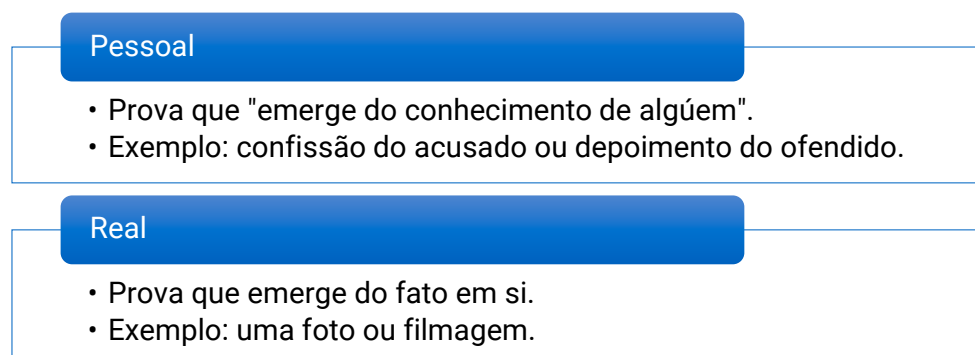 Pessoal
• Prova que "emerge do conhecimento de algúem".
• Exemplo: confissão do acusado ou depoimento do ofendido.
Real
• Prova que emerge do fato em si.
• Exemplo: uma foto ou filmagem.